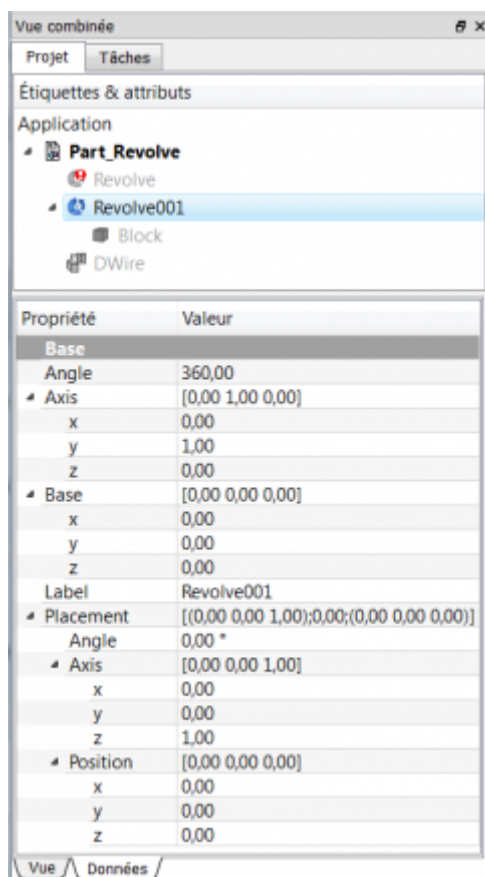 Vue combinée
Projet Tâches
Étiquettes & attributs
Application
Part_Revolve
Revolve
Revolve001
Block
DWire
Propriété Valeur
Base
Angle 360,00
Axis [0,00 1,00 0,00]
x 0,00
y 1,00
z 0,00
Base [0,00 0,00 0,00]
x 0,00
y 0,00
z 0,00
Label Revolve001
Placement [(0,00 0,00 1,00);0,00;(0,00 0,00 0,00)]
Angle 0,00 °
Axis [0,00 0,00 1,00]
x 0,00
y 0,00
z 1,00
Position [0,00 0,00 0,00]
x 0,00
y 0,00
z 0,00
Vue Données